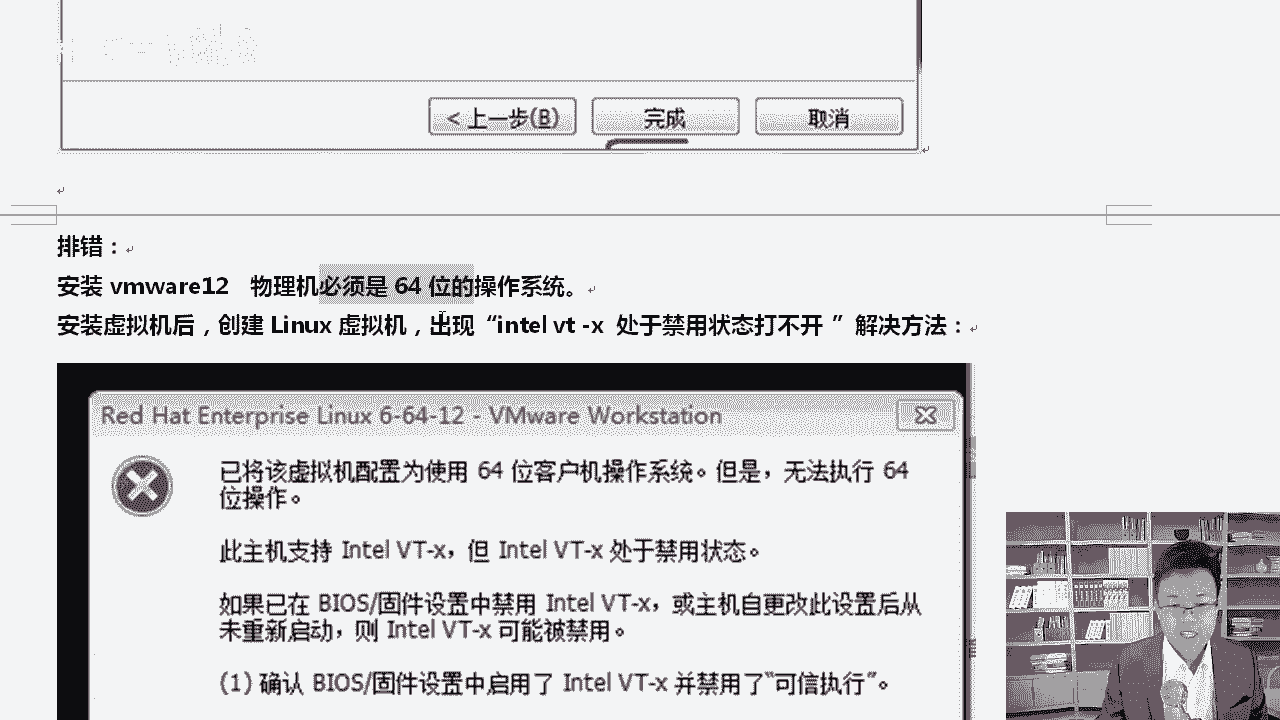 < 上一步(B)
完成
取消
排错：
安装 vmware12 物理机必须是 64 位的操作系统。
安装虚拟机后，创建 Linux 虚拟机，出现“intel vt -x 处于禁用状态打不开 ”解决方法：
Red Hat Enterprise Linux 6-64-12 - VMware Workstation
已将该虚拟机配置为使用 64 位客户机操作系统。但是，无法执行 64
位操作。
此主机支持 Intel VT-x，但 Intel VT-x 处于禁用状态。
如果已在 BIOS/固件设置中禁用 Intel VT-x，或主机自更改此设置后从
未重新启动，则 Intel VT-x 可能被禁用。
(1) 确认 BIOS/固件设置中启用了 Intel VT-x 并禁用了“可信执行”。